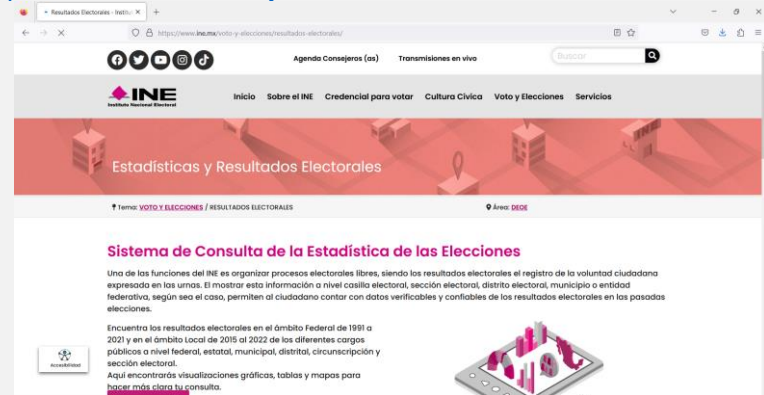 Resultados Electorales - Institu
https://www.ine.mx/voto-y-elecciones/resultados-electorales/
Agenda Consejeros (as) Transmisiones en vivo Buscar
INE
Instituto Nacional Electoral
Inicio Sobre el INE Credencial para votar Cultura Cívica Voto y Elecciones Servicios
Estadísticas y Resultados Electorales
Tema: VOTO Y ELECCIONES / RESULTADOS ELECTORALES Área: DEOE
Sistema de Consulta de la Estadística de las Elecciones
Una de las funciones del INE es organizar procesos electorales libres, siendo los resultados electorales el registro de la voluntad ciudadana
expresada en las urnas. El mostrar esta información a nivel casilla electoral, sección electoral, distrito electoral, municipio o entidad
federativa, según sea el caso, permiten al ciudadano contar con datos verificables y confiables de los resultados electorales en las pasadas
elecciones.
Encuentra los resultados electorales en el ámbito Federal de 1991 a
2021 y en el ámbito Local de 2015 al 2022 de los diferentes cargos
públicos a nivel federal, estatal, municipal, distrital, circunscripción y
sección electoral.
Aquí encontrarás visualizaciones gráficas, tablas y mapas para
hacer más clara tu consulta.
Accesibilidad